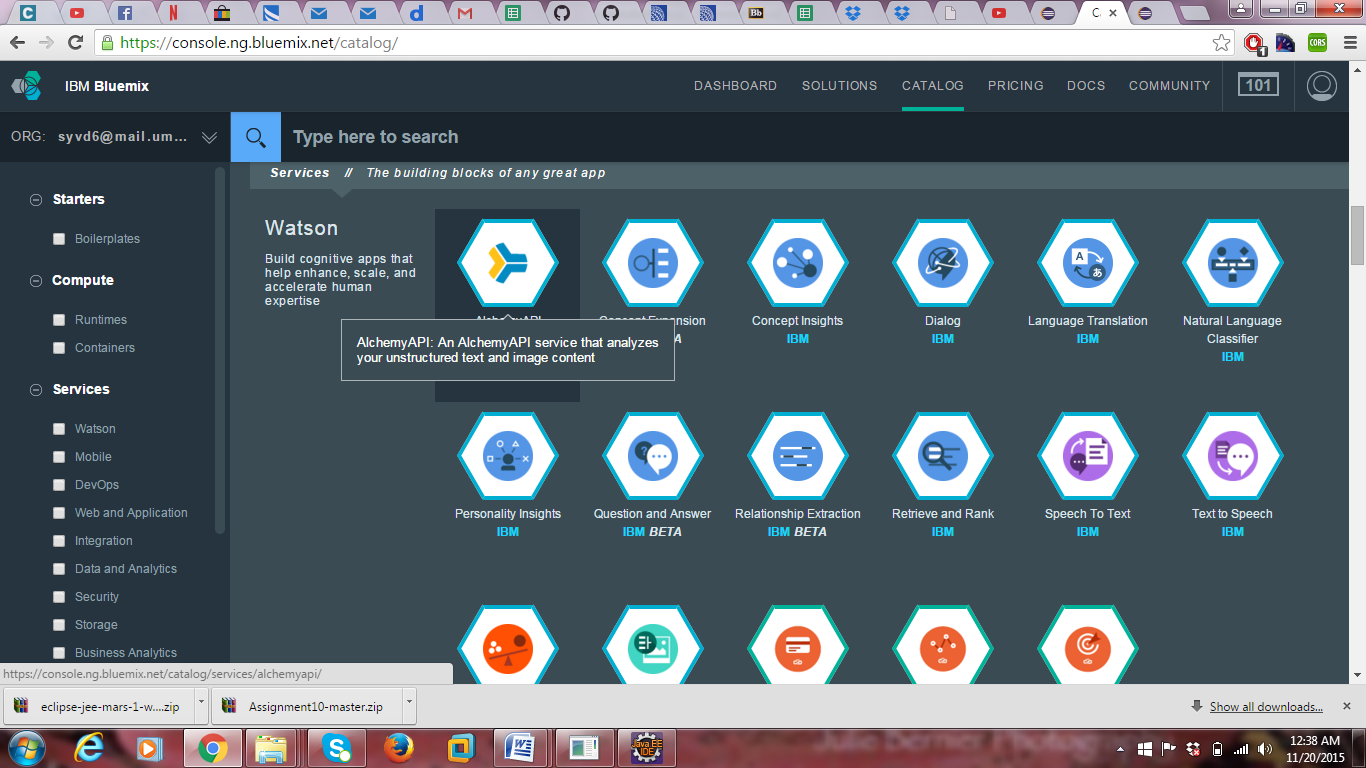 https://console.ng.bluemix.net/catalog/
1
CORS
IBM Bluemix
DASHBOARD
SOLUTIONS
CATALOG
PRICING
DOCS
COMMUNITY
101
ORG: syvd6@mail.um...
Type here to search
Services // The building blocks of any great app
Starters
Boilerplates
Compute
Runtimes
Containers
Services
Watson
Mobile
DevOps
Web and Application
Integration
Data and Analytics
Security
Storage
Business Analytics
Watson
Build cognitive apps that
help enhance, scale, and
accelerate human
expertise
AlchemyAPI: An AlchemyAPI service that analyzes
your unstructured text and image content
Concept Insights
IBM
Dialog
IBM
Language Translation
IBM
Natural Language
Classifier
IBM
Personality Insights
IBM
Question and Answer
IBM BETA
Relationship Extraction
IBM BETA
Retrieve and Rank
IBM
Speech To Text
IBM
Text to Speech
IBM
https://console.ng.bluemix.net/catalog/services/alchemyapi/
eclipse-jee-mars-1-w....zip
Assignment10-master.zip
Show all downloads...
Java EE
IDE
12:38 AM
11/20/2015